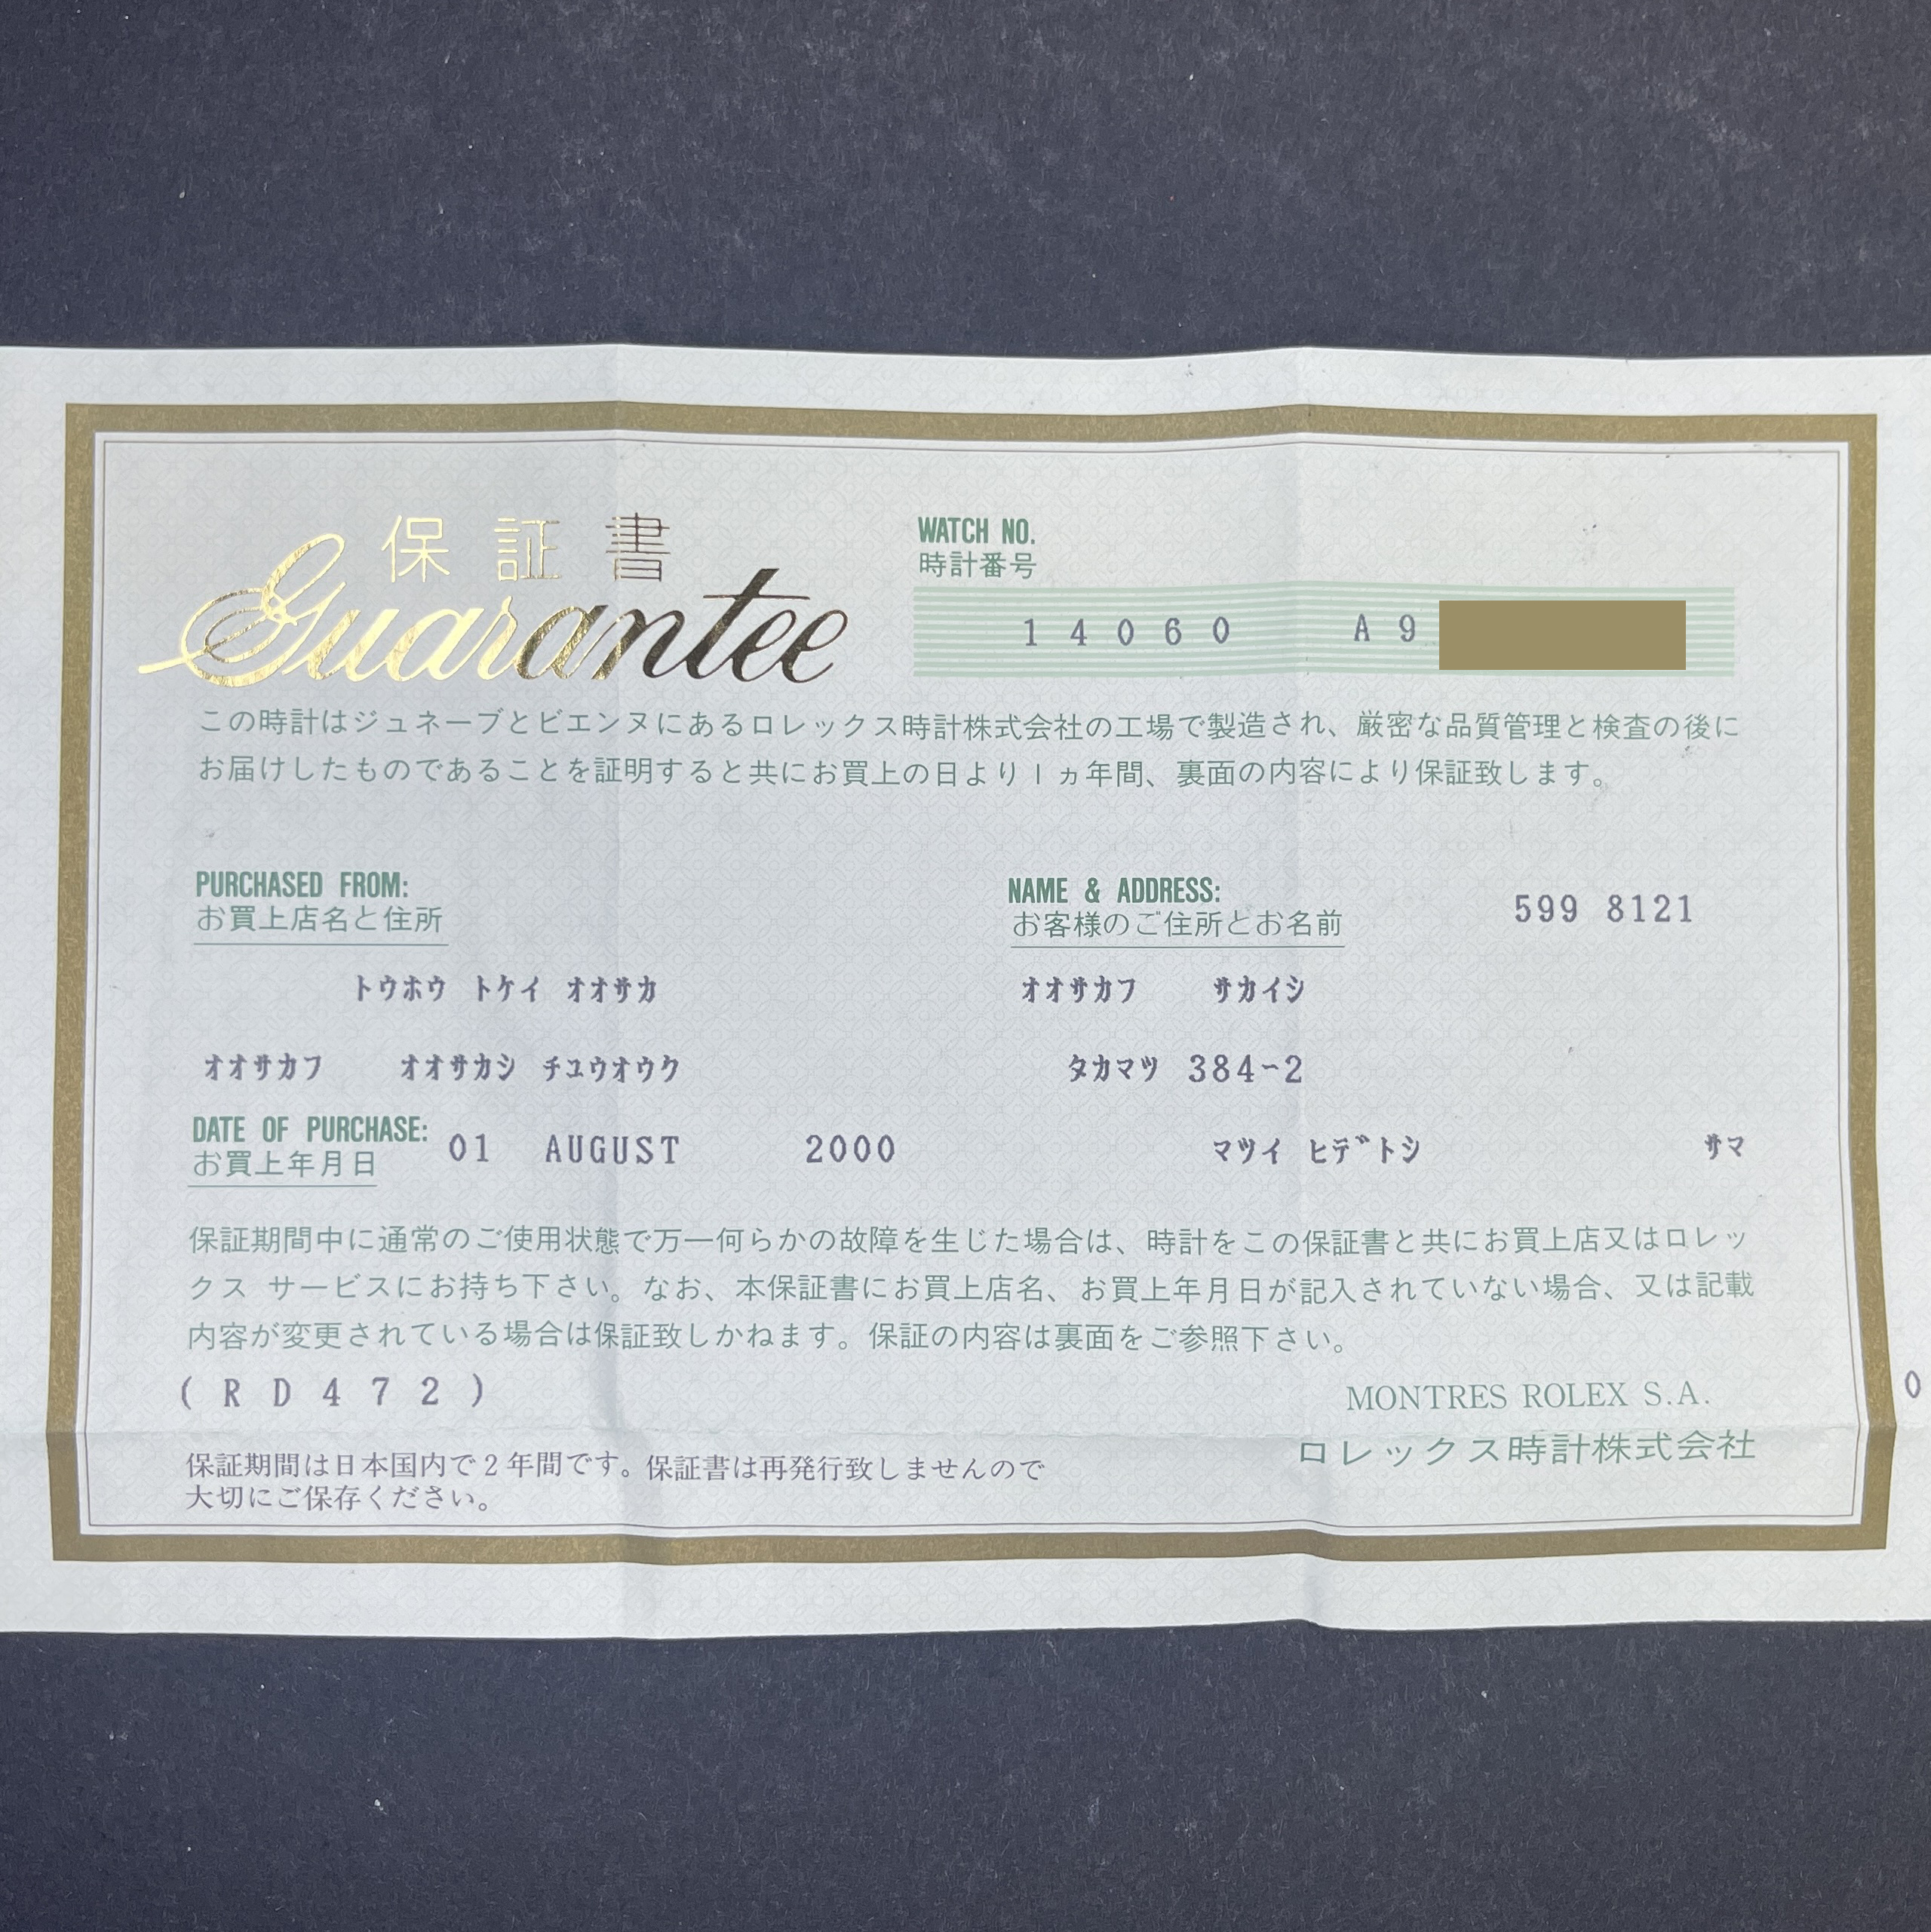 保証書
Guarantee
WATCH NO.
時計番号
14060 A9
この時計はジュネーブとビエンヌにあるロレックス時計株式会社の工場で製造され、厳密な品質管理と検査の後に
お届けしたものであることを証明すると共にお買上の日より1ヵ年間、裏面の内容により保証致します。
PURCHASED FROM:
お買上店名と住所
トウホウ トケイ オオサカ
オオサカフ オオサカシ チユウオウク
NAME & ADDRESS:
お客様のご住所とお名前
599 8121
オオサカフ サカイシ
タカマツ 384-2
マツイ ヒデトシ サマ
DATE OF PURCHASE:
お買上年月日
01 AUGUST 2000
保証期間中に通常のご使用状態で万一何らかの故障を生じた場合は、時計をこの保証書と共にお買上店又はロレッ
クス サービスにお持ち下さい。なお、本保証書にお買上店名、お買上年月日が記入されていない場合、又は記載
内容が変更されている場合は保証致しかねます。保証の内容は裏面をご参照下さい。
(RD472)
MONTRES ROLEX S.A.
ロレックス時計株式会社
0
保証期間は日本国内で2年間です。保証書は再発行致しませんので
大切にご保存ください。